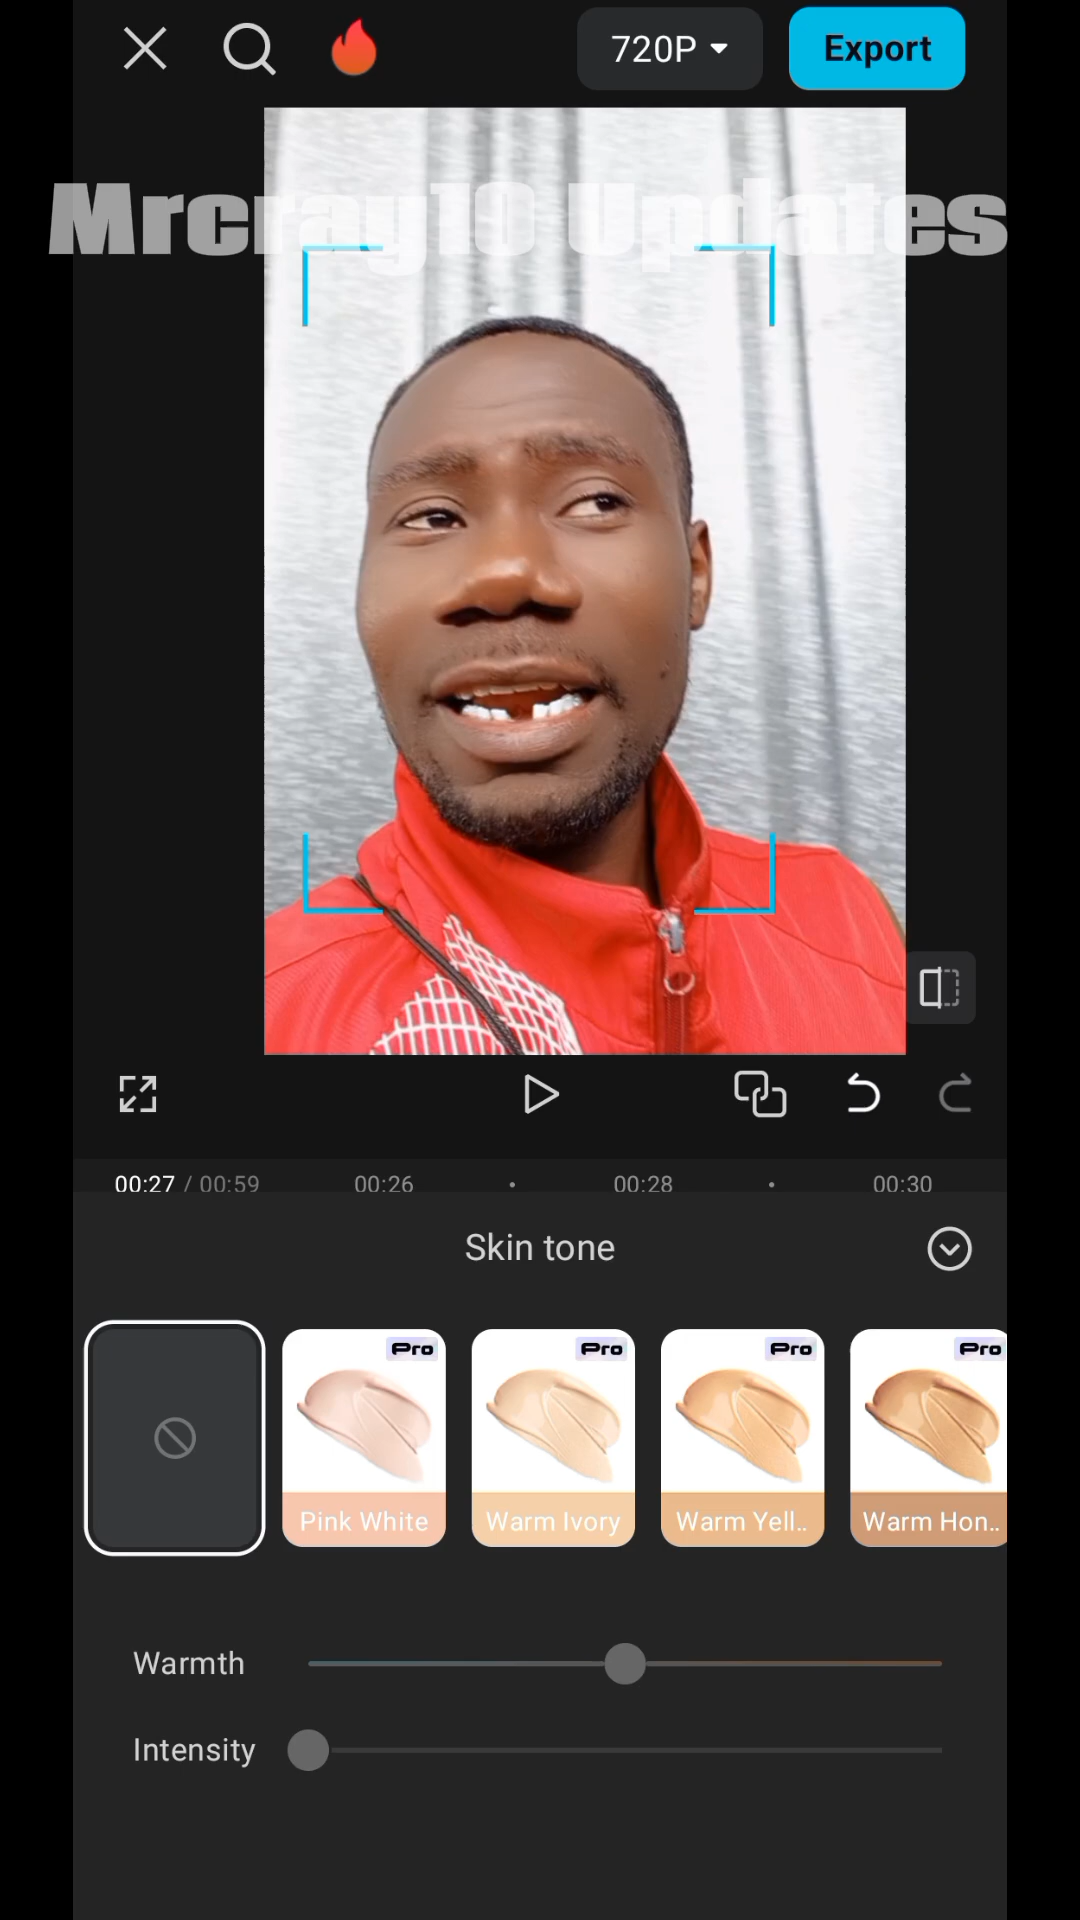 720P
Export
Mrcray10 Updates
00:27 / 00:59
00:26
00:28
00:30
Skin tone
Pro
Pro
Pro
Pro
Pink White
Warm Ivory
Warm Yell..
Warm Hon..
Warmth
Intensity